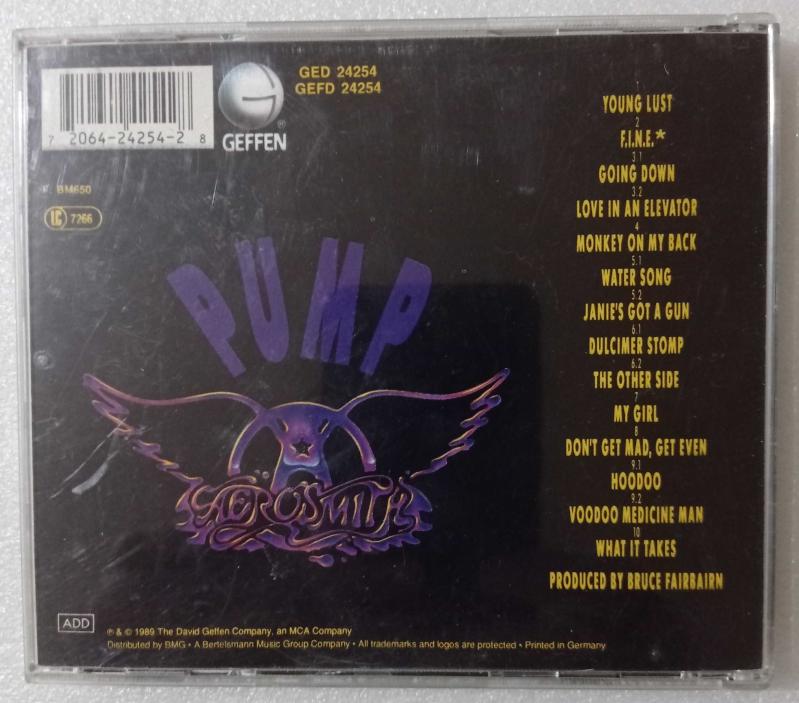 7 2064-24254-2 8
GEFFEN
®
GED 24254
GEFD 24254
BM650
LC 7266
PUMP
AEROSMITH
1
YOUNG LUST
2
F.I.N.E.*
3.1
GOING DOWN
3.2
LOVE IN AN ELEVATOR
4
MONKEY ON MY BACK
5.1
WATER SONG
5.2
JANIE'S GOT A GUN
6.1
DULCIMER STOMP
6.2
THE OTHER SIDE
7
MY GIRL
8
DON'T GET MAD, GET EVEN
9.1
HOODOO
9.2
VOODOO MEDICINE MAN
10
WHAT IT TAKES
PRODUCED BY BRUCE FAIRBAIRN
ADD
℗ & © 1989 The David Geffen Company, an MCA Company
Distributed by BMG • A Bertelsmann Music Group Company • All trademarks and logos are protected • Printed in Germany